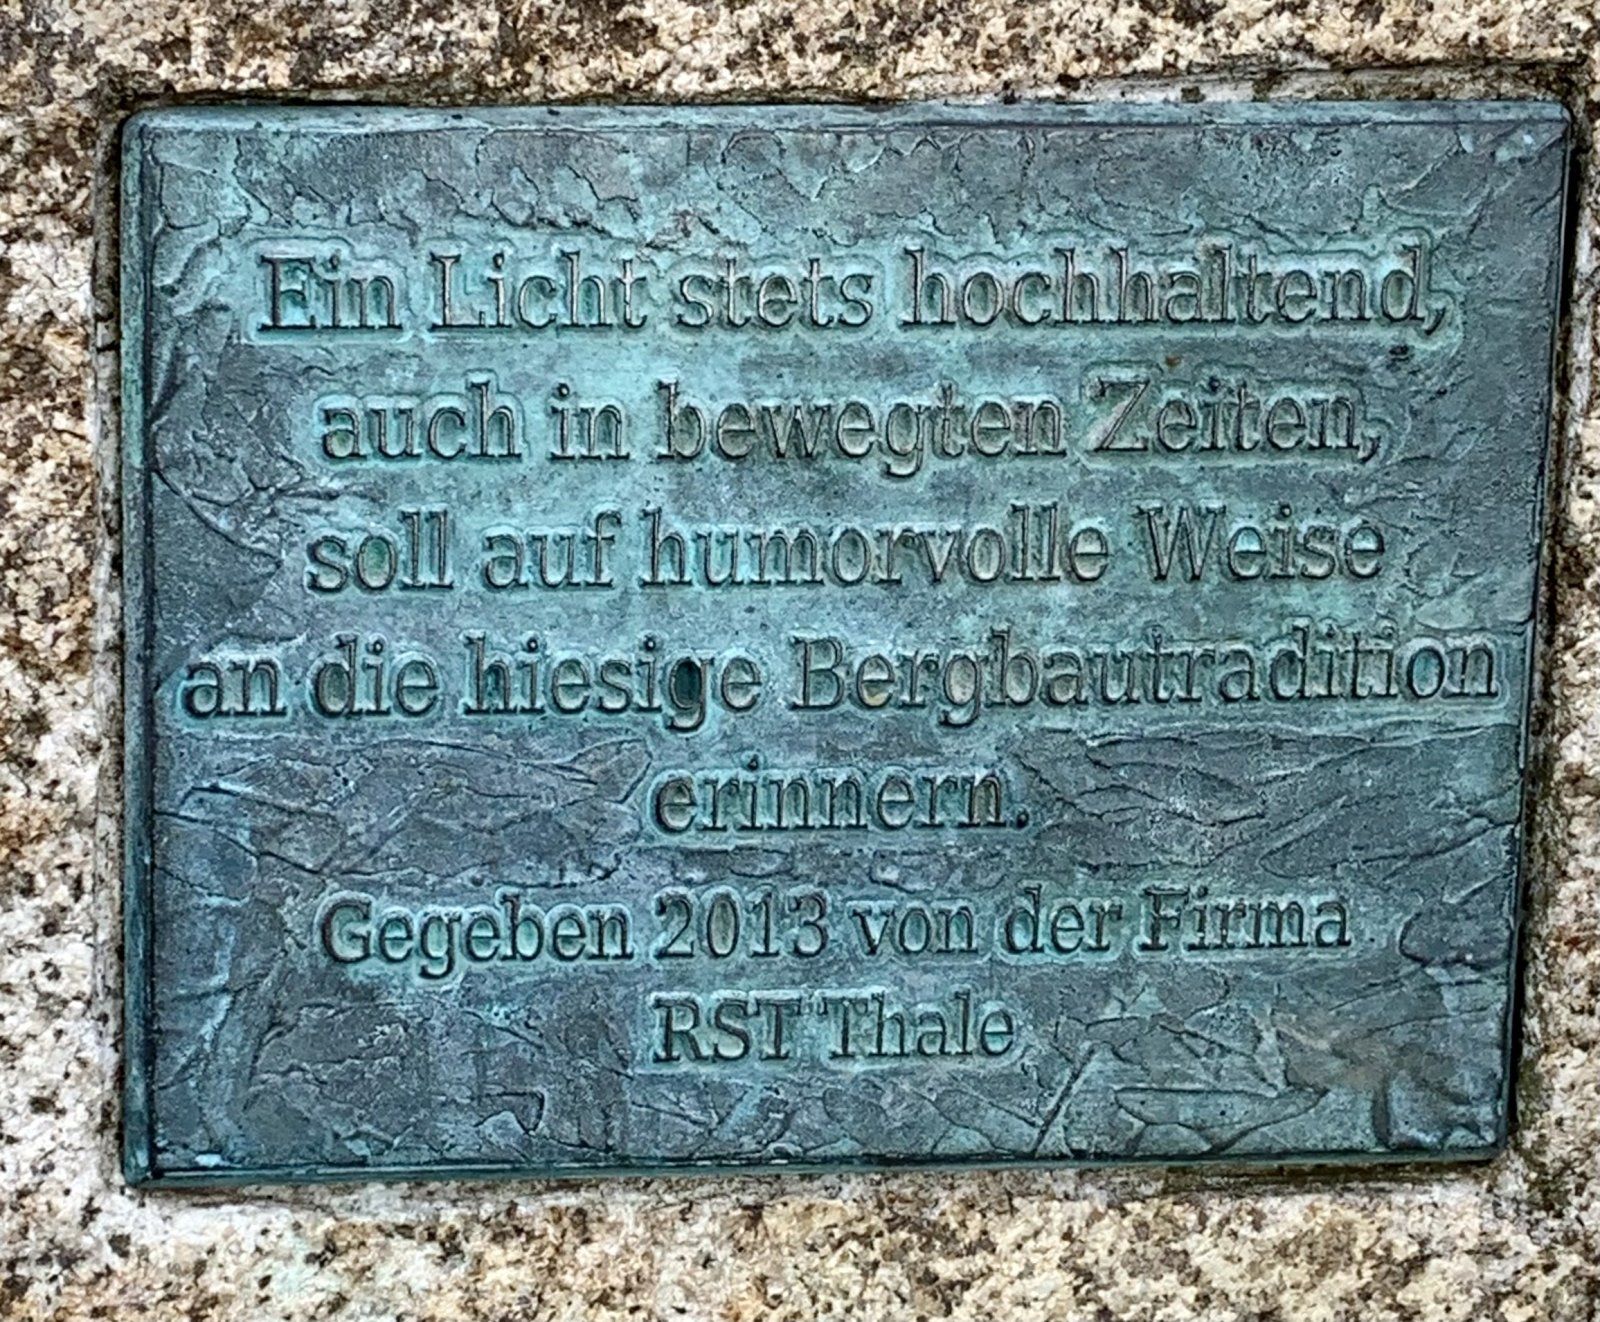 Ein Licht stets hochhaltend,
auch in bewegten Zeiten,
soll auf humorvolle Weise
an die hiesige Bergbautradition
erinnern.
Gegeben 2013 von der Firma
RST Thale